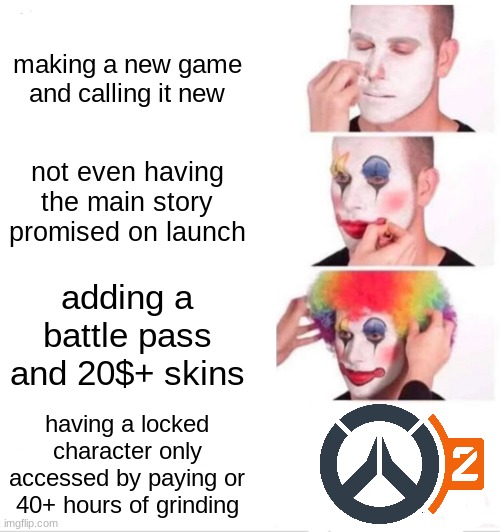 making a new game
and calling it new
not even having
the main story
promised on launch
adding a
battle pass
and 20$+ skins
having a locked
character only
accessed by paying or
40+ hours of grinding
2
imgflip.com